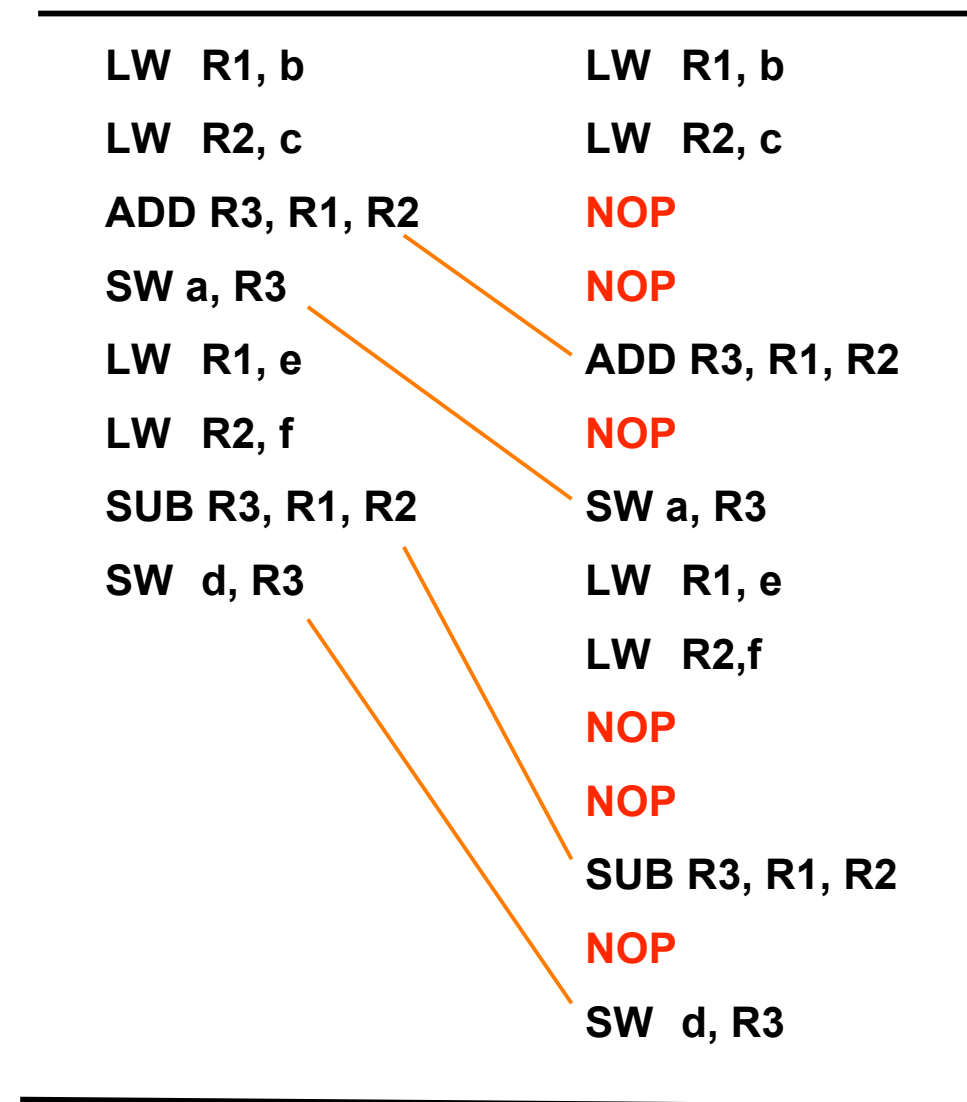 LW R1, b
LW R2, c
ADD R3, R1, R2
SW a, R3
LW R1, e
LW R2, f
SUB R3, R1, R2
SW d, R3
LW R1, b
LW R2, c
NOP
NOP
ADD R3, R1, R2
NOP
SW a, R3
LW R1, e
LW R2,f
NOP
NOP
SUB R3, R1, R2
NOP
SW d, R3